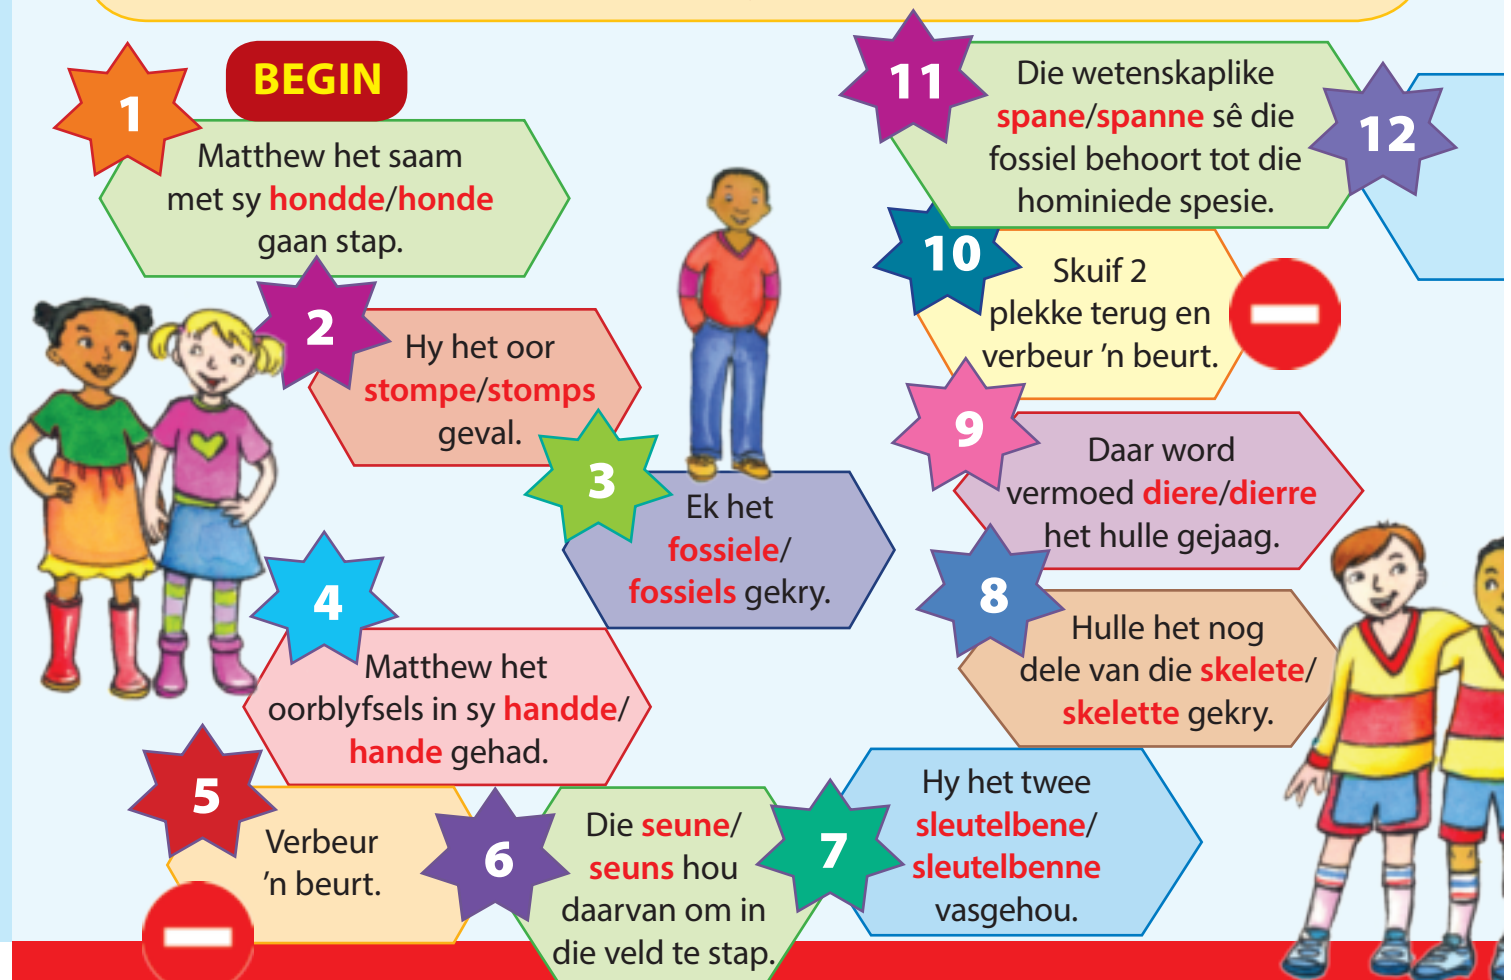 BEGIN
1
Matthew het saam
met sy hondde/honde
gaan stap.
2
Hy het oor
stompe/stomps
geval.
3
Ek het
fossiele/
fossiels gekry.
4
Matthew het
oorblyfsels in sy handde/
hande gehad.
5
Verbeur
’n beurt.
6
Die seune/
seuns hou
daarvan om in
die veld te stap.
7
Hy het twee
sleutelbene/
sleutelbenne
vasgehou.
8
Hulle het nog
dele van die skelete/
skelette gekry.
9
Daar word
vermoed diere/dierre
het hulle gejaag.
10
Skuif 2
plekke terug en
verbeur ’n beurt.
11
Die wetenskaplike
spane/spanne sê die
fossiel behoort tot die
hominiede spesie.
12